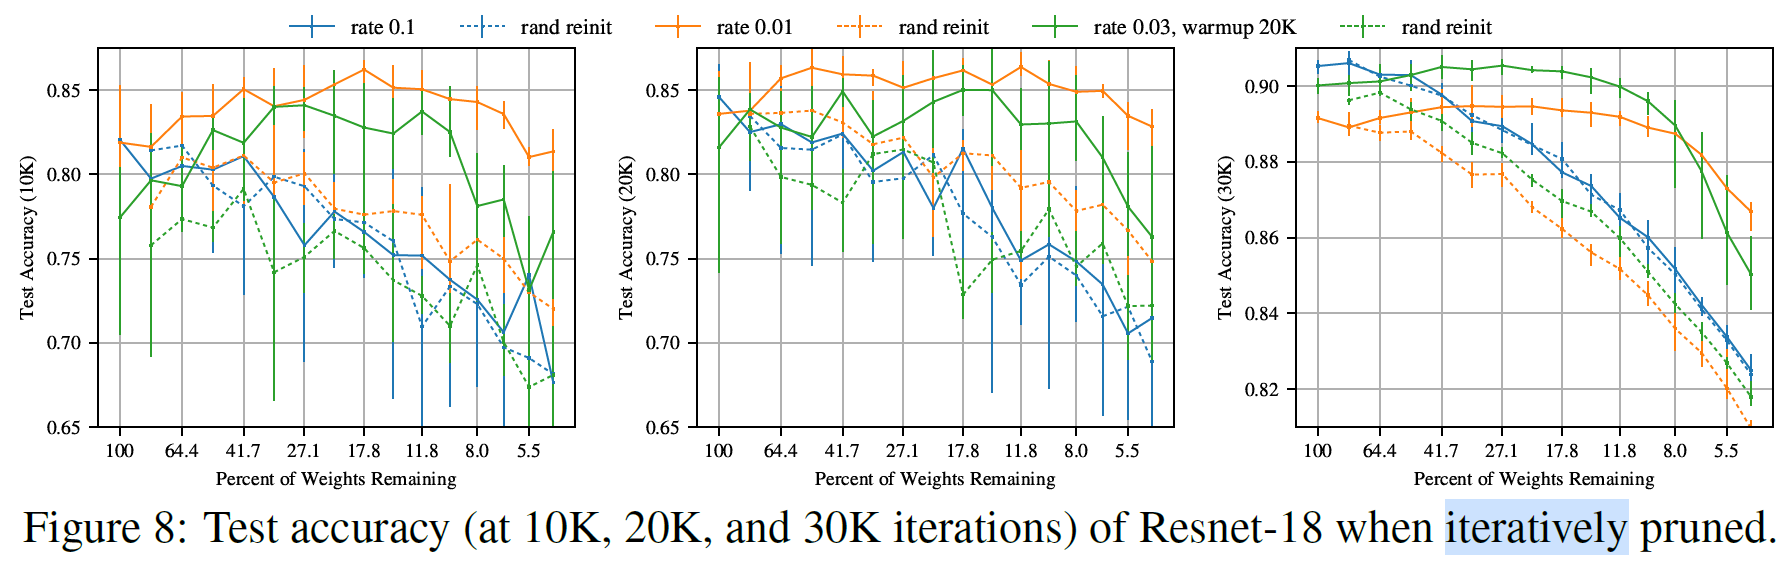 rate 0.1 rand reinit rate 0.01 rand reinit rate 0.03, warmup 20K rand reinit
Test Accuracy (10K)
0.85
0.80
0.75
0.70
0.65
100 64.4 41.7 27.1 17.8 11.8 8.0 5.5
Percent of Weights Remaining
Test Accuracy (20K)
0.85
0.80
0.75
0.70
0.65
100 64.4 41.7 27.1 17.8 11.8 8.0 5.5
Percent of Weights Remaining
Test Accuracy (30K)
0.90
0.88
0.86
0.84
0.82
100 64.4 41.7 27.1 17.8 11.8 8.0 5.5
Percent of Weights Remaining
Figure 8: Test accuracy (at 10K, 20K, and 30K iterations) of Resnet-18 when iteratively pruned.